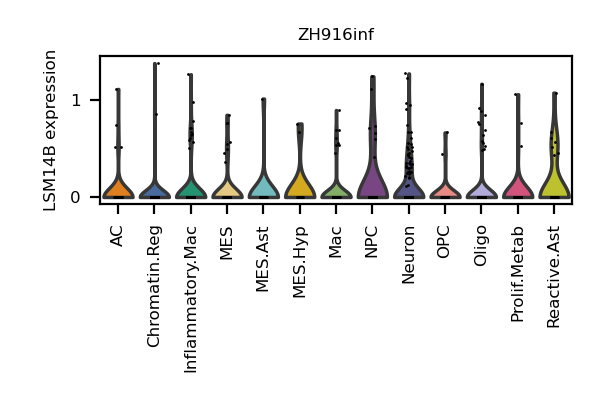 ZH916inf
LSM14B expression
1
0
AC
Chromatin.Reg
Inflammatory.Mac
MES
MES.Ast
MES.Hyp
Mac
NPC
Neuron
OPC
Oligo
Prolif.Metab
Reactive.Ast